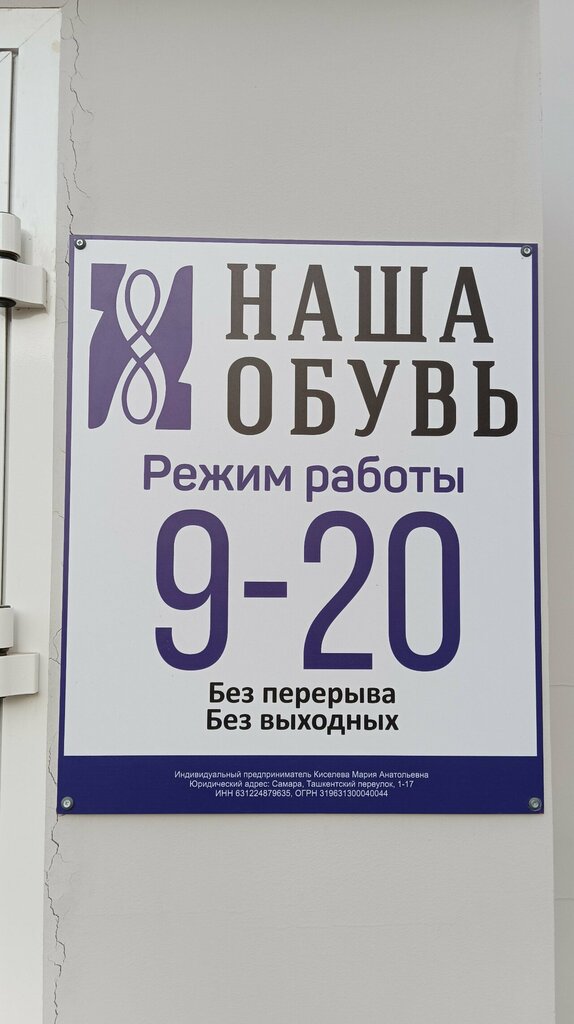 НАША
ОБУВЬ
Режим работы
9-20
Без перерыва
Без выходных
Индивидуальный предприниматель Киселева Мария Анатольевна
Юридический адрес: Самара, Ташкентский переулок, 1-17
ИНН 631224879635, ОГРН 319631300040044